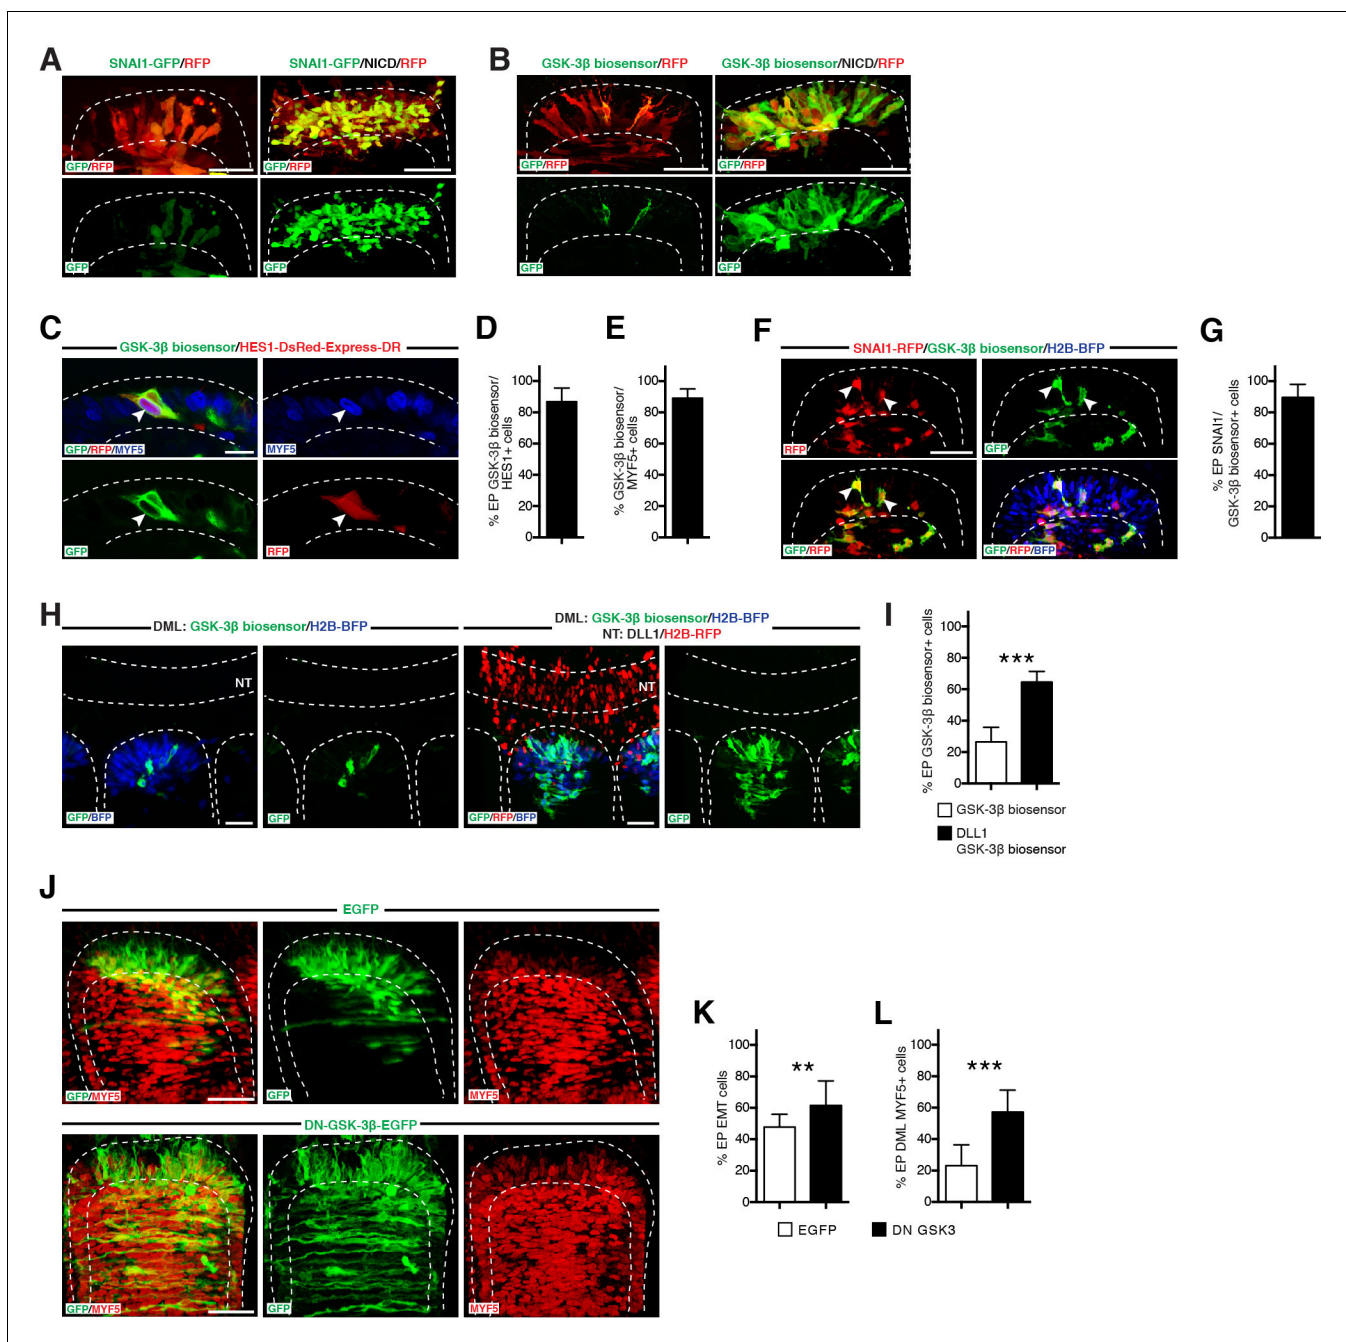 A
SNAI1-GFP/RFP
SNAI1-GFP/NICD/RFP
GFP/RFP
GFP/RFP
GFP
GFP
B
GSK-3β biosensor/RFP
GSK-3β biosensor/NICD/RFP
GFP/RFP
GFP/RFP
GFP
GFP
C
GSK-3β biosensor/HES1-DsRed-Express-DR
GFP/RFP/MYF5
MYF5
GFP
RFP
D
% EP GSK-3β biosensor/
HES1+ cells
100
80
60
40
20
0
E
% GSK-3β biosensor/
MYF5+ cells
100
80
60
40
20
0
F
SNAI1-RFP/GSK-3β biosensor/H2B-BFP
RFP
GFP
GFP/RFP
GFP/RFP/BFP
G
% EP SNAI1/
GSK-3β biosensor+ cells
100
80
60
40
20
0
H
DML: GSK-3β biosensor/H2B-BFP
NT
GFP/BFP
GFP
DML: GSK-3β biosensor/H2B-BFP
NT: DLL1/H2B-RFP
NT
GFP/RFP/BFP
GFP
I
% EP GSK-3β biosensor+ cells
100
80
60
40
20
0
***
GSK-3β biosensor
DLL1
GSK-3β biosensor
J
EGFP
GFP/MYF5
GFP
MYF5
DN-GSK-3β-EGFP
GFP/MYF5
GFP
MYF5
K
% EP EMT cells
100
80
60
40
20
0
**
L
% EP DML MYF5+ cells
100
80
60
40
20
0
***
EGFP
DN GSK3